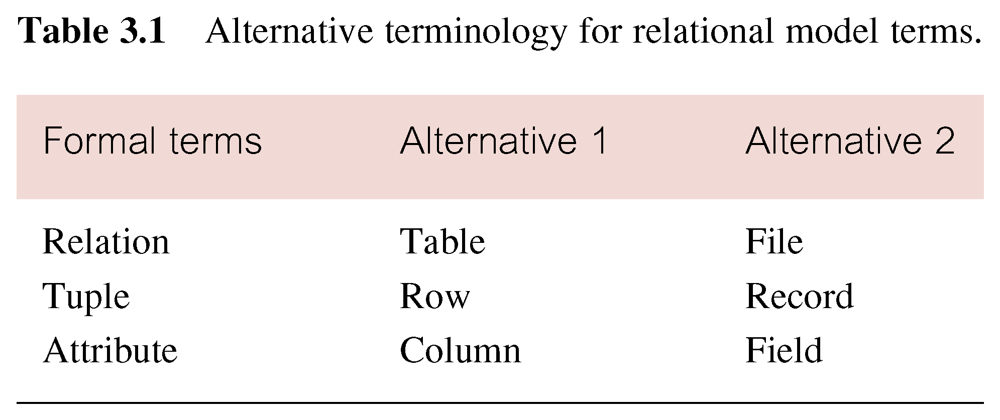 Table 3.1 Alternative terminology for relational model terms.
Formal terms Alternative 1 Alternative 2
Relation Table File
Tuple Row Record
Attribute Column Field